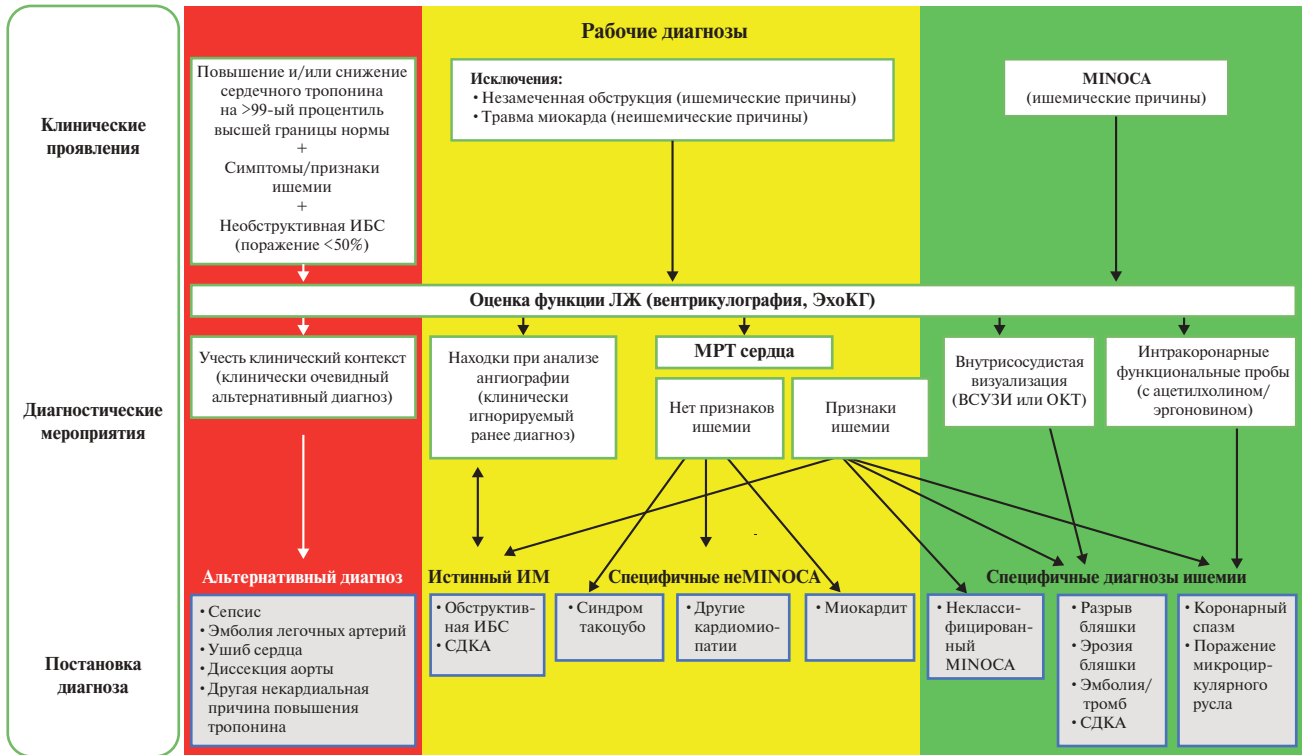 Рабочие диагнозы
Клинические
проявления
Повышение и/или снижение
сердечного тропонина
на >99-ый процентиль
высшей границы нормы
+
Симптомы/признаки
ишемии
+
Необструктивная ИБС
(поражение <50%)
Исключения:
• Незамеченная обструкция (ишемические причины)
• Травма миокарда (неишемические причины)
MINOCA
(ишемические причины)
Оценка функции ЛЖ (вентрикулография, ЭхоКГ)
Диагностические
мероприятия
Учесть клинический контекст
(клинически очевидный
альтернативный диагноз)
Находки при анализе
ангиографии
(клинически
игнорируемый
ранее диагноз)
МРТ сердца
Нет признаков
ишемии
Признаки
ишемии
Внутрисосудистая
визуализация
(ВСУЗИ или ОКТ)
Интракоронарные
функциональные пробы
(с ацетилхолином/
эргоновином)
Постановка
диагноза
Альтернативный диагноз
• Сепсис
• Эмболия легочных артерий
• Ушиб сердца
• Диссекция аорты
• Другая некардиальная
причина повышения
тропонина
Истинный ИМ
• Обструктив-
ная ИБС
• СДКА
Специфичные неMINOCA
• Синдром
такоцубо
• Другие
кардиомио-
патии
• Миокардит
Специфичные диагнозы ишемии
• Неклассифи-
фицированный
MINOCA
• Разрыв
бляшки
• Эрозия
бляшки
• Эмболия/
тромб
• СДКА
• Коронарный
спазм
• Поражение
микроцир-
кулярного
русла